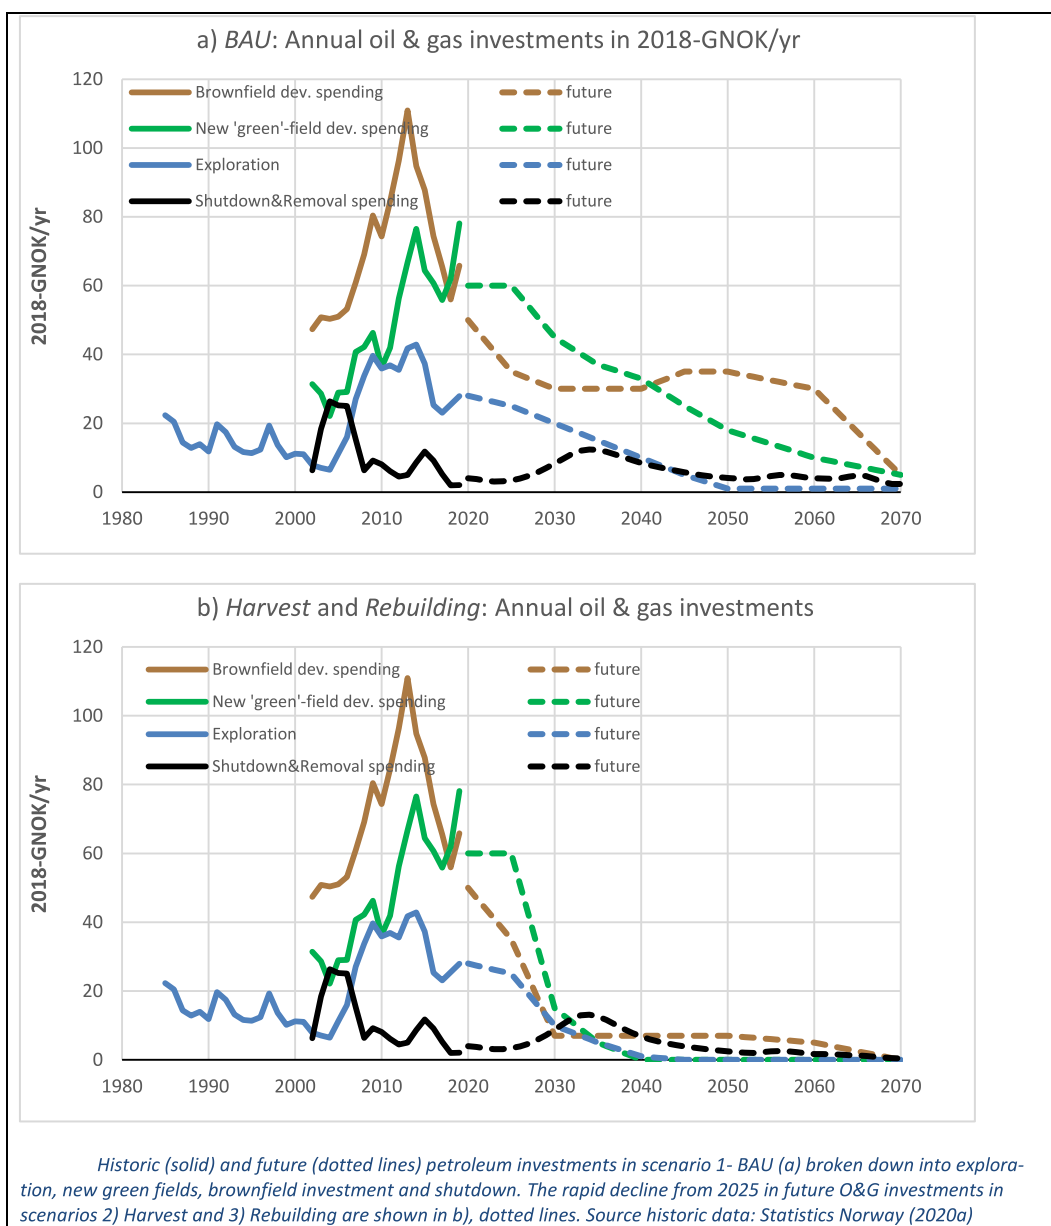 a) BAU: Annual oil & gas investments in 2018-GNOK/yr
120
100
80
60
40
20
0
2018-GNOK/yr
Brownfield dev. spending
future
New 'green'-field dev. spending
future
Exploration
future
Shutdown&Removal spending
future
1980 1990 2000 2010 2020 2030 2040 2050 2060 2070
b) Harvest and Rebuilding: Annual oil & gas investments
120
100
80
60
40
20
0
2018-GNOK/yr
Brownfield dev. spending
future
New 'green'-field dev. spending
future
Exploration
future
Shutdown&Removal spending
future
1980 1990 2000 2010 2020 2030 2040 2050 2060 2070
Historic (solid) and future (dotted lines) petroleum investments in scenario 1- BAU (a) broken down into explora-
tion, new green fields, brownfield investment and shutdown. The rapid decline from 2025 in future O&G investments in
scenarios 2) Harvest and 3) Rebuilding are shown in b), dotted lines. Source historic data: Statistics Norway (2020a)